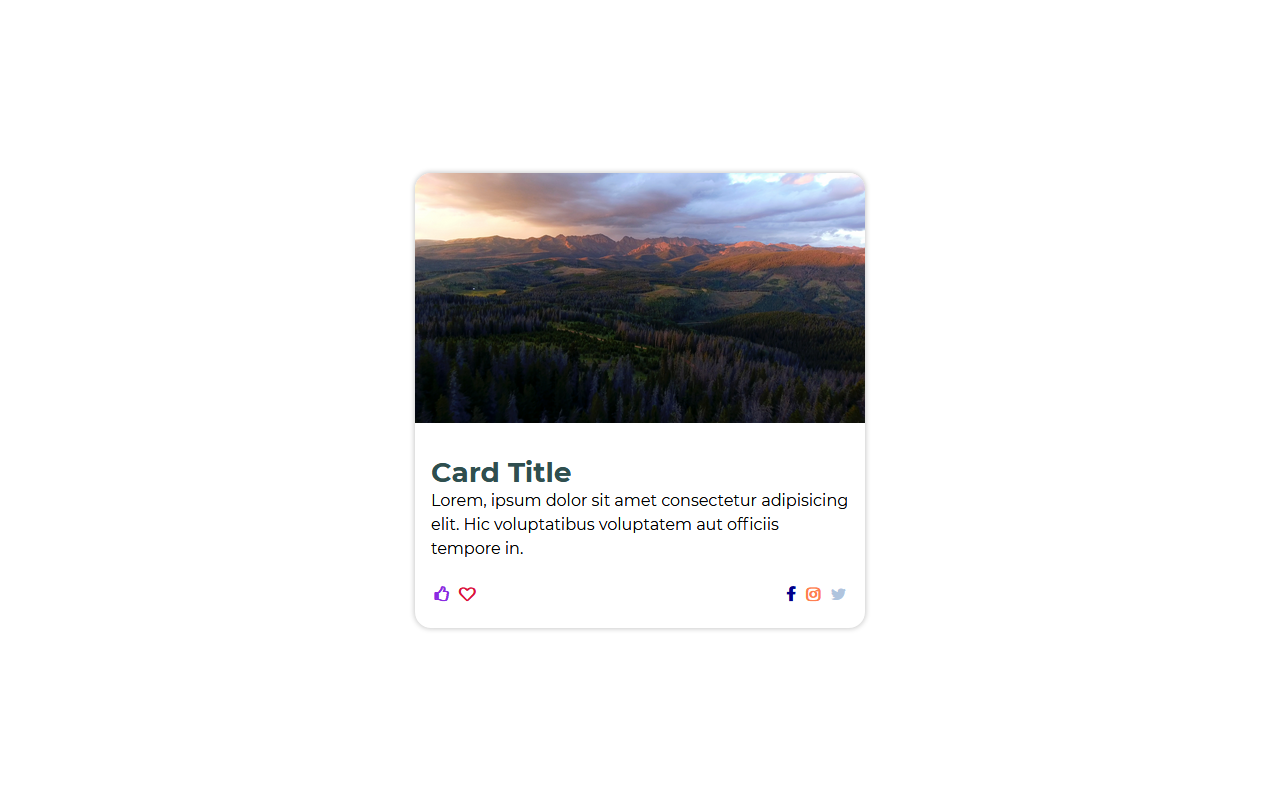 Card Title
Lorem, ipsum dolor sit amet consectetur adipisicing
elit. Hic voluptatibus voluptatem aut officiis
tempore in.